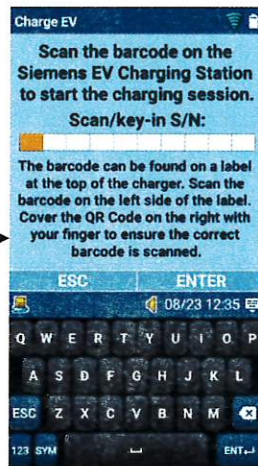 Charge EV
Scan the barcode on the
Siemens EV Charging Station
to start the charging session.
Scan/key-in S/N:
The barcode can be found on a label
at the top of the charger. Scan the
barcode on the left side of the label.
Cover the QR Code on the right with
your finger to ensure the correct
barcode is scanned.
ESC ENTER
08/23 12:35
Q W E R T Y U I O P
A S D F G H J K L
ESC Z X C V B N M
123 SYM ENT